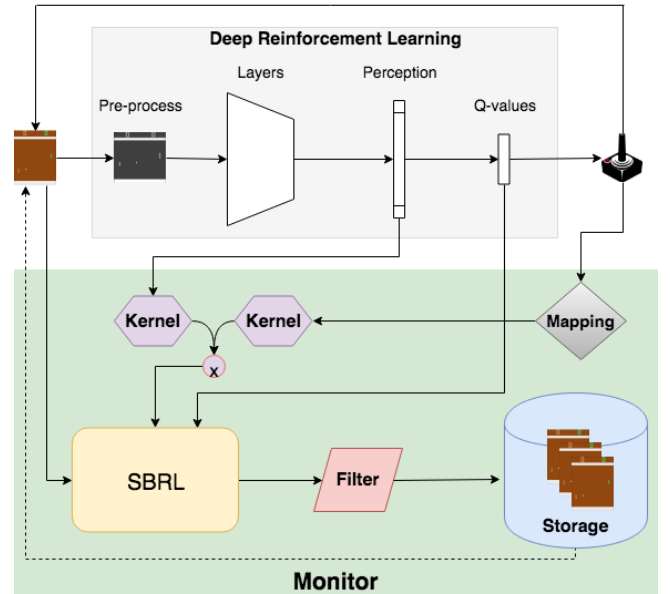 Deep Reinforcement Learning
Layers
Perception
Pre-process
Q-values
Kernel
Kernel
Mapping
x
SBRL
Filter
Storage
Monitor